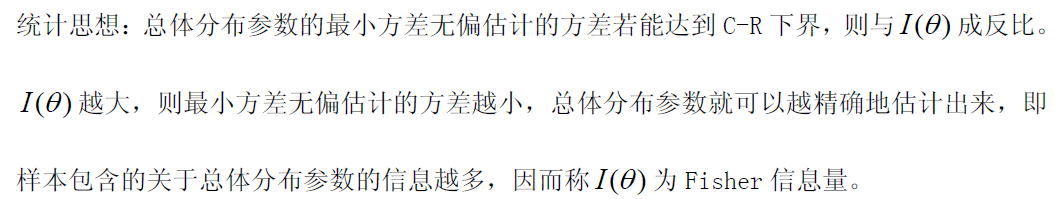 统计思想：总体分布参数的最小方差无偏估计的方差若能达到 C-R 下界，则与 I(θ) 成反比。
I(θ) 越大，则最小方差无偏估计的方差越小，总体分布参数就可以越精确地估计出来，即
样本包含的关于总体分布参数的信息越多，因而称 I(θ) 为 Fisher 信息量。